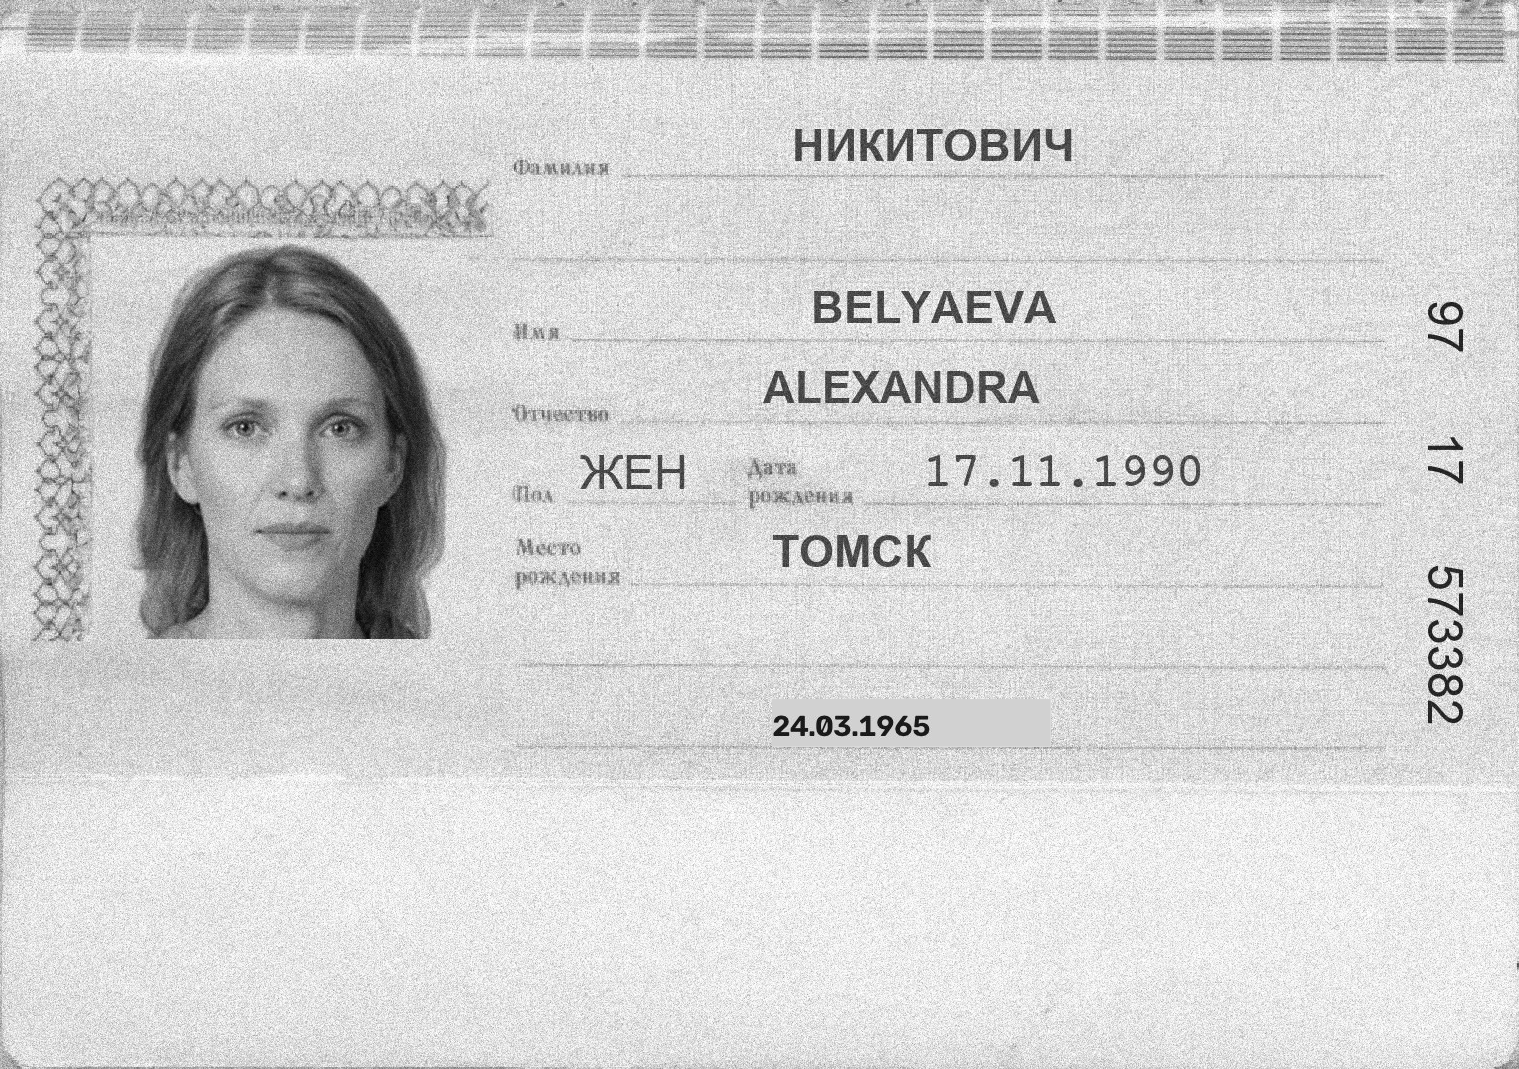 Фамилия НИКИТОВИЧ
Имя BELYAEVA
Отчество ALEXANDRA
Пол ЖЕН Дата рождения 17.11.1990
Место рождения ТОМСК
24.03.1965
97 17 573382